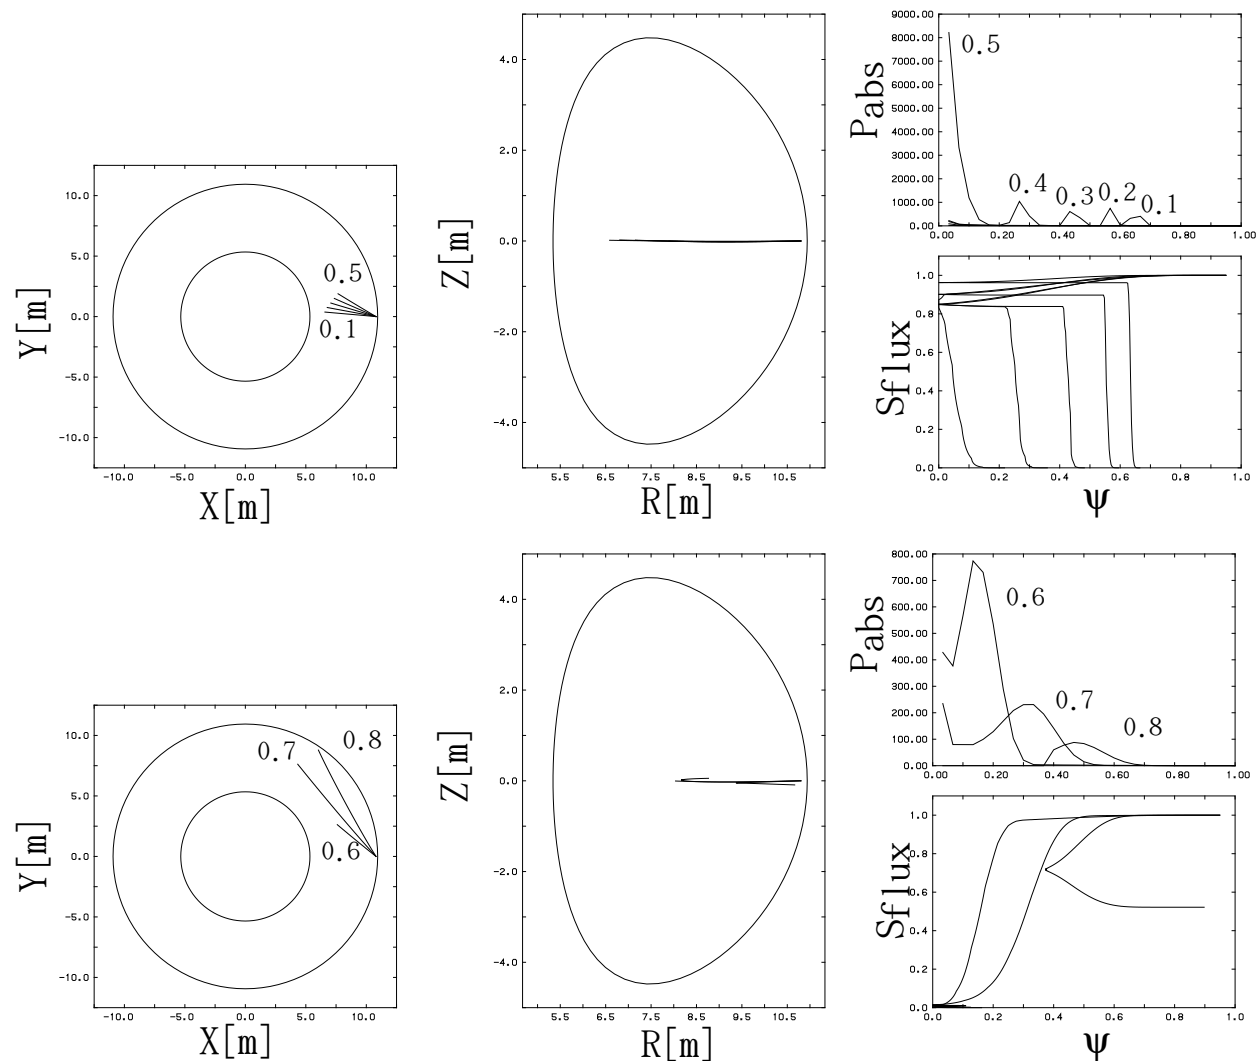 10.0
5.0
0.0
-5.0
-10.0
Y[m]
0.5
0.1
-10.0 -5.0 0.0 5.0 10.0
X[m]
4.0
2.0
0.0
-2.0
-4.0
Z[m]
5.5 6.5 7.5 8.5 9.5 10.5
R[m]
9000.00
8000.00
7000.00
6000.00
5000.00
4000.00
3000.00
2000.00
1000.00
0.00
Pabs
0.5
0.4 0.3 0.2 0.1
0.00 0.20 0.40 0.60 0.80 1.00
1.0
0.8
0.6
0.4
0.2
0.0
Sflux
0.0 0.2 0.4 0.6 0.8 1.0
ψ
10.0
5.0
0.0
-5.0
-10.0
Y[m]
0.7 0.8
0.6
-10.0 -5.0 0.0 5.0 10.0
X[m]
4.0
2.0
0.0
-2.0
-4.0
Z[m]
5.5 6.5 7.5 8.5 9.5 10.5
R[m]
800.00
700.00
600.00
500.00
400.00
300.00
200.00
100.00
0.00
Pabs
0.6
0.7
0.8
0.00 0.20 0.40 0.60 0.80 1.00
1.0
0.8
0.6
0.4
0.2
0.0
Sflux
0.0 0.2 0.4 0.6 0.8 1.0
ψ